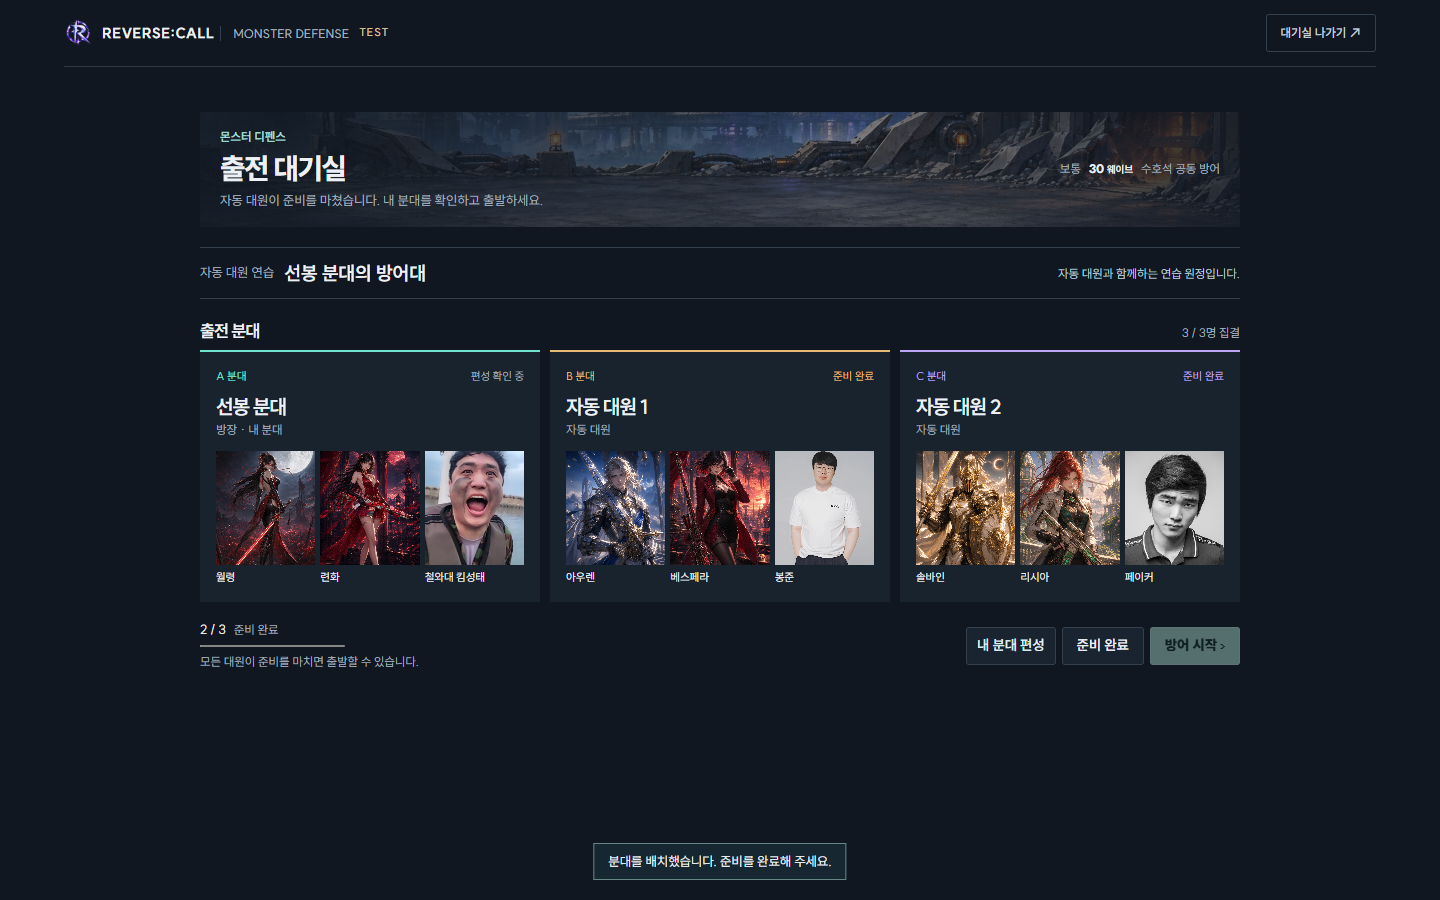 REVERSE:CALL MONSTER DEFENSE TEST
대기실 나가기 ↗
몬스터 디펜스
출전 대기실
보통 30 웨이브 수호석 공동 방어
자동 대원이 준비를 마쳤습니다. 내 분대를 확인하고 출발하세요.
자동 대원 연습 선봉 분대의 방어대
자동 대원과 함께하는 연습 원정입니다.
출전 분대
3 / 3명 집결
A 분대 편성 확인 중
선봉 분대
방장 · 내 분대
월령 련화 철와대 킴성태
B 분대 준비 완료
자동 대원 1
자동 대원
아우렌 베스페라 봉준
C 분대 준비 완료
자동 대원 2
자동 대원
솔바인 리시아 페이커
2 / 3 준비 완료
모든 대원이 준비를 마치면 출발할 수 있습니다.
내 분대 편성
준비 완료
방어 시작 ›
분대를 배치했습니다. 준비를 완료해 주세요.